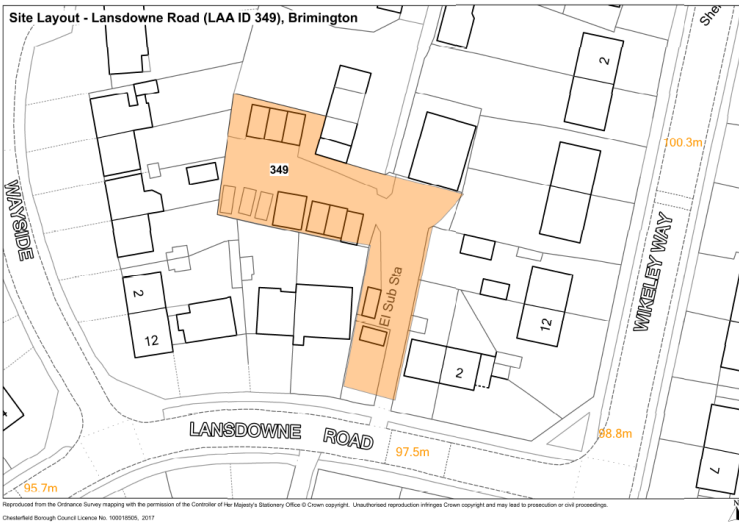 Site Layout - Lansdowne Road (LAA ID 349), Brimington
She
2
100.3m
349
WAYSIDE
WIKELEY WAY
El Sub Sta
2
12
12
2
LANSDOWNE ROAD
97.5m
98.8m
95.7m
7
N
Reproduced from the Ordnance Survey mapping with the permission of the Controller of Her Majesty's Stationery Office © Crown copyright. Unauthorised reproduction infringes Crown copyright and may lead to prosecution or civil proceedings.
Chesterfield Borough Council Licence No. 100018505, 2017